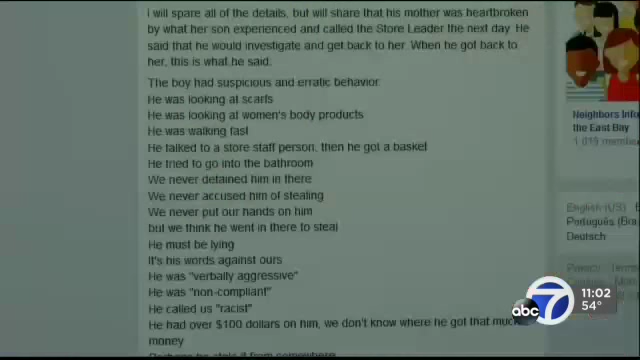 i will spare all of the details, but will share that his mother was heartbroken
by what her son experienced and called the Store Leader the next day. He
said that he would investigate and get back to her. When he got back to
her, this is what he said.
The boy had suspicious and erratic behavior.
He was looking at scarfs
He was looking at women's body products
He was walking fast
He talked to a store staff person, then he got a basket
He tried to go into the bathroom
We never detained him in there
We never accused him of stealing
We never put our hands on him
but we think he went in there to steal
He must be lying
It's his words against ours
He was "verbally aggressive"
He was "non-compliant"
He called us "racist"
He had over $100 dollars on him, we don't know where he got that much
money
Perhaps he stole it from somewhere
Neighbors Info
the East Bay
1,019 members
English (US)
Português (Bra
Deutsch
abc 7
11:02
54°